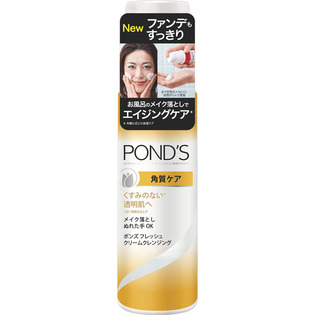 New
ファンデも
すっきり
お風呂のメイク落としで
エイジングケア*
POND'S
角質ケア
くすみのない*
透明肌へ
メイク落とし
ぬれた手OK
ポンズ フレッシュ
クリームクレンジング